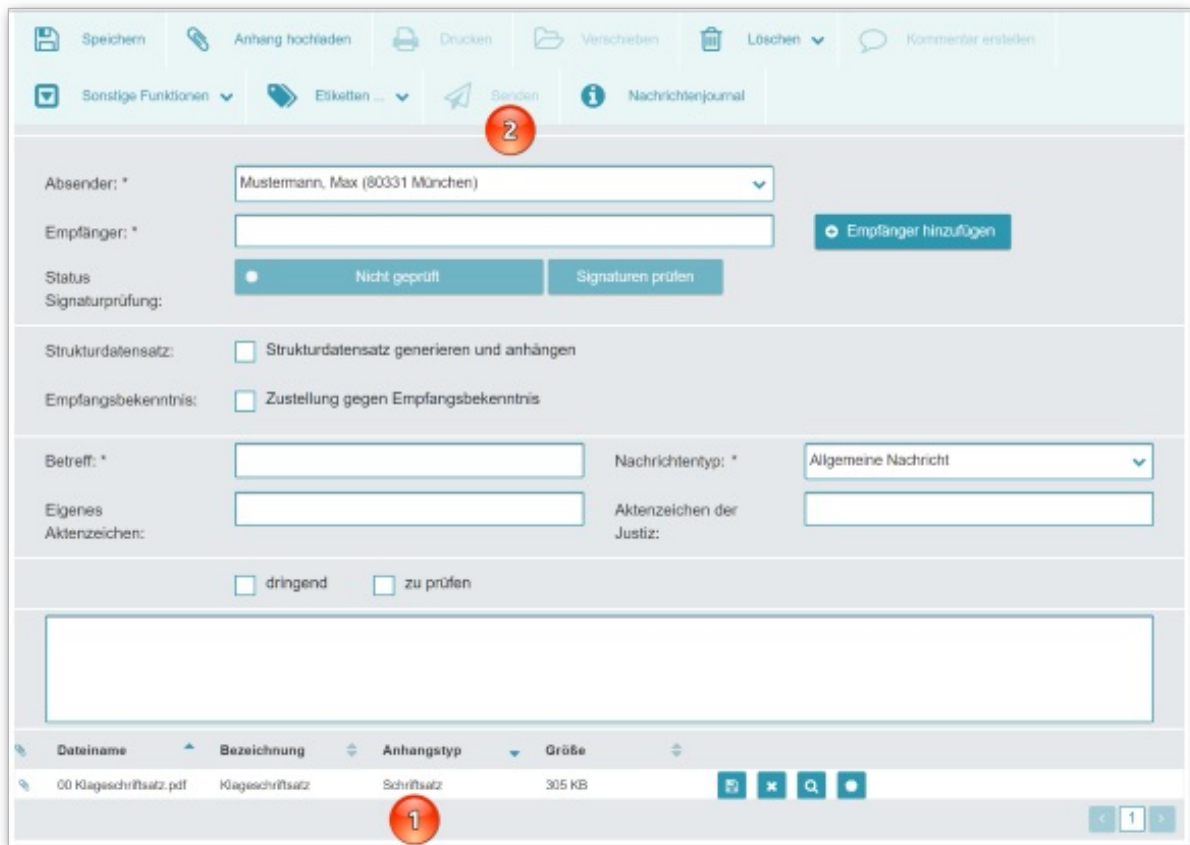 Speichern Anhang hochladen Drucken Verschieben Löschen Kommentar erstellen
Sonstige Funktionen Etiketten ... Senden Nachrichtenjournal
2
Absender: * Mustermann, Max (80331 München)
Empfänger: * Empfänger hinzufügen
Status Nicht geprüft Signaturen prüfen
Signaturprüfung:
Strukturdatensatz: Strukturdatensatz generieren und anhängen
Empfangsbekenntnis: Zustellung gegen Empfangsbekenntnis
Betreff: * Nachrichtentyp: * Allgemeine Nachricht
Eigenes Aktenzeichen der
Aktenzeichen: Justiz:
dringend zu prüfen
Dateiname Bezeichnung Anhangstyp Größe
00 Klageschriftsatz.pdf Klageschriftsatz Schriftsatz 305 KB
1
< 1 >